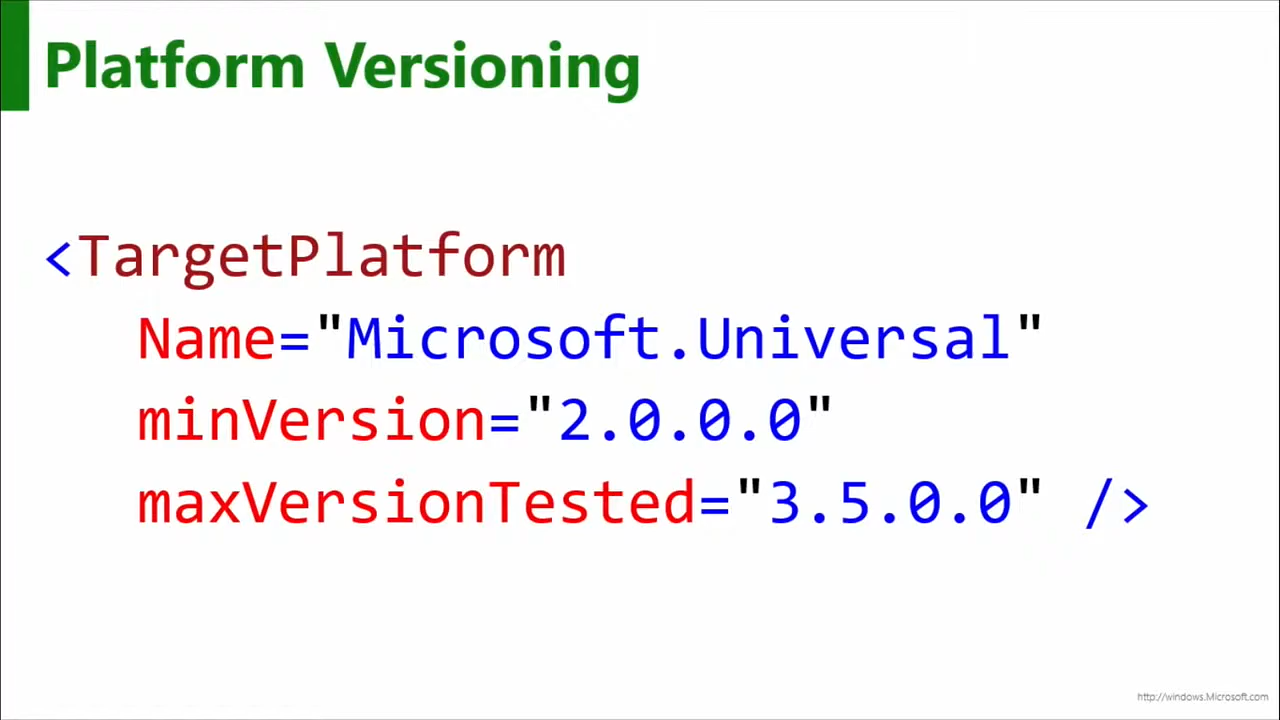 Platform Versioning
<TargetPlatform
Name="Microsoft.Universal"
minVersion="2.0.0.0"
maxVersionTested="3.5.0.0" />
http://windows.Microsoft.com